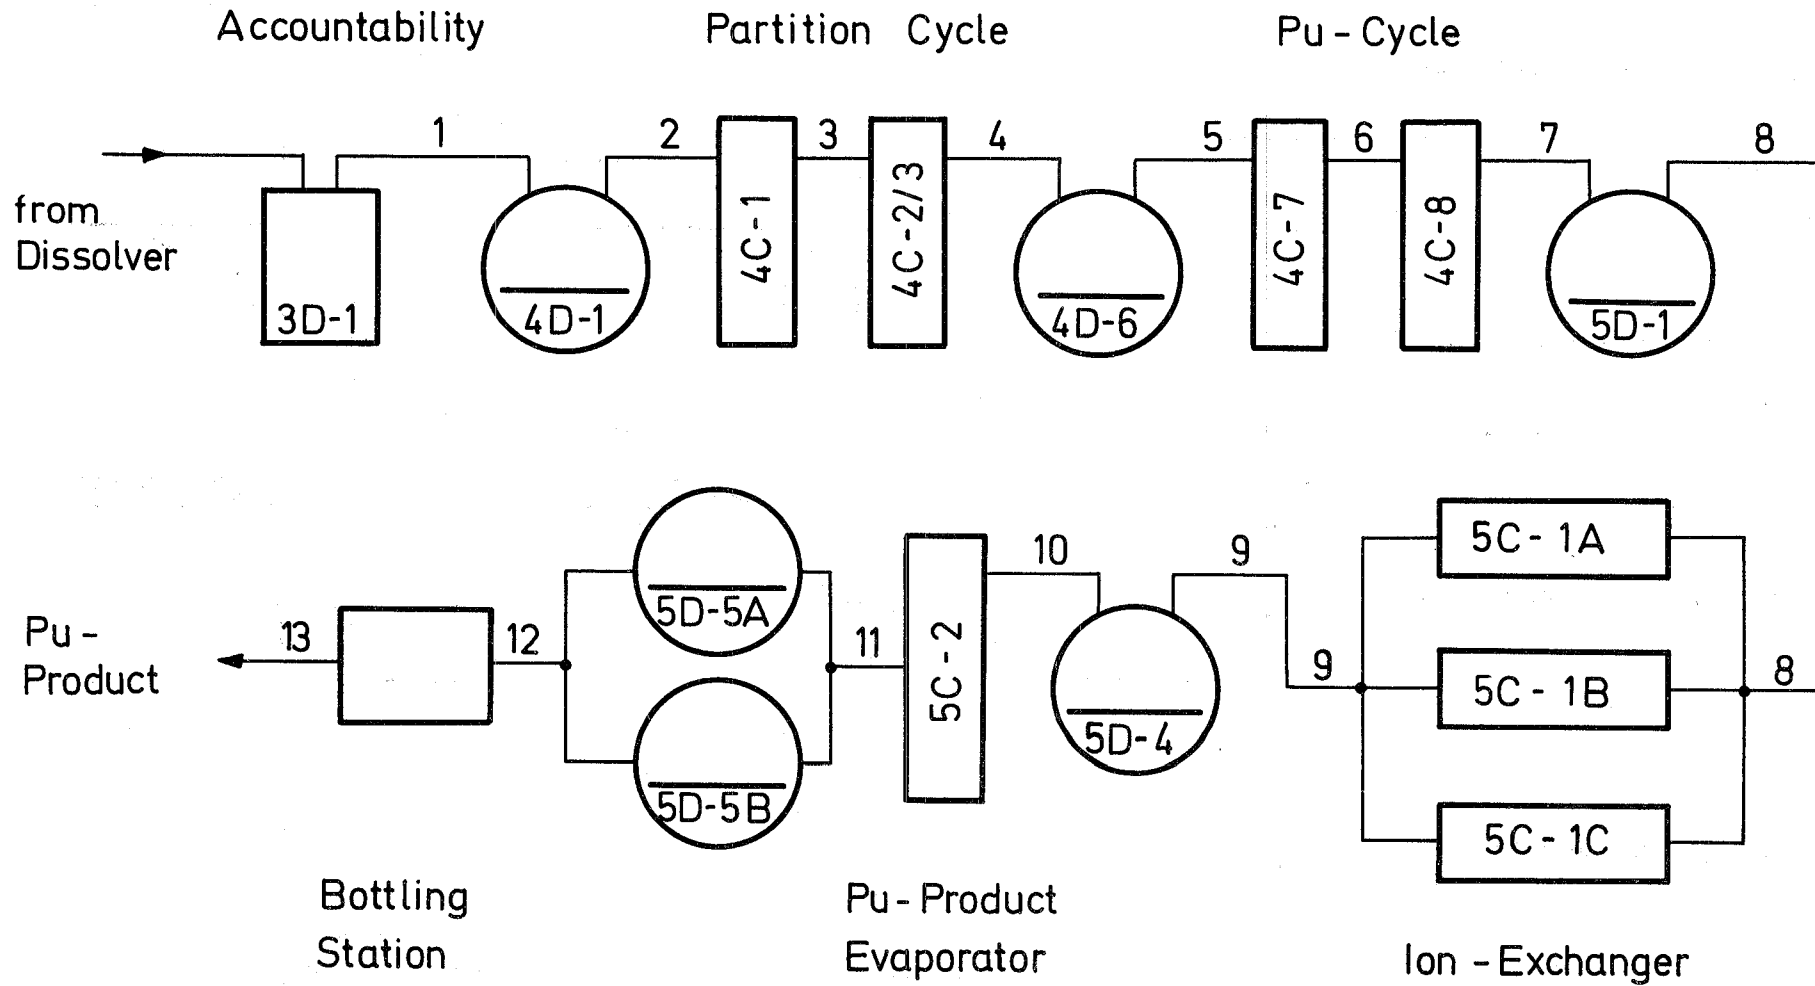 Accountability
Partition Cycle
Pu - Cycle
1
2
3
4
5
6
7
8
from
Dissolver
3D-1
4D-1
4C-1
4C-2/3
4D-6
4C-7
4C-8
5D-1
Pu -
Product
13
12
5D-5A
5D-5B
11
5C-2
10
5D-4
9
9
5C - 1A
5C - 1B
5C - 1C
8
Bottling
Station
Pu - Product
Evaporator
Ion - Exchanger